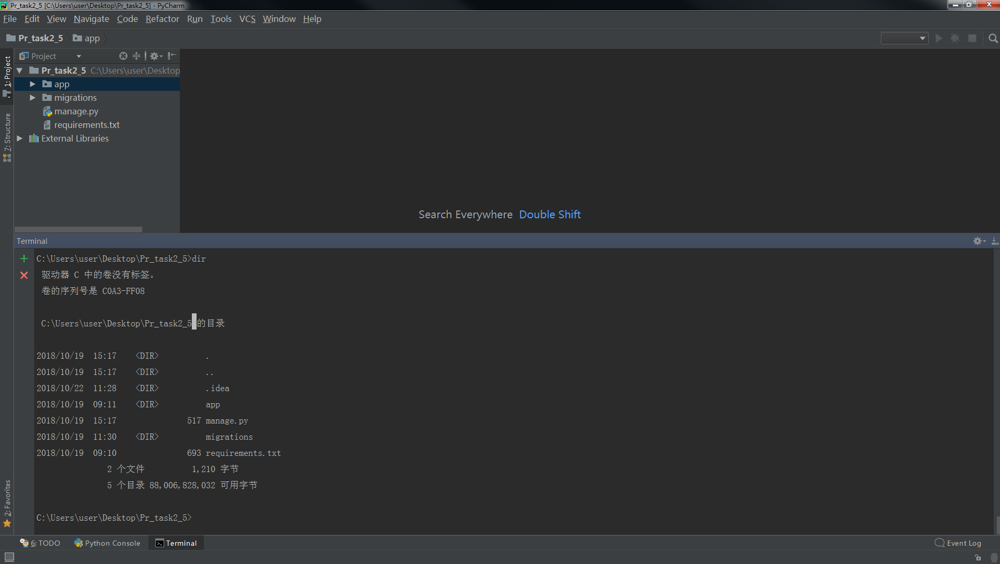 Pr_task2_5 [C:\Users\user\Desktop\Pr_task2_5] - PyCharm
File Edit View Navigate Code Refactor Run Tools VCS Window Help
Pr_task2_5 app
Project
1: Project
7: Structure
2: Favorites
Pr_task2_5 C:\Users\user\Desktop
app
migrations
manage.py
requirements.txt
External Libraries
Search Everywhere Double Shift
Terminal
C:\Users\user\Desktop\Pr_task2_5>dir
驱动器 C 中的卷没有标签。
卷的序列号是 C0A3-FF08
C:\Users\user\Desktop\Pr_task2_5 的目录
2018/10/19 15:17 <DIR> .
2018/10/19 15:17 <DIR> ..
2018/10/22 11:28 <DIR> .idea
2018/10/19 09:11 <DIR> app
2018/10/19 15:17 517 manage.py
2018/10/19 11:30 <DIR> migrations
2018/10/19 09:10 693 requirements.txt
2 个文件 1,210 字节
5 个目录 88,006,828,032 可用字节
C:\Users\user\Desktop\Pr_task2_5>
6: TODO Python Console Terminal Event Log